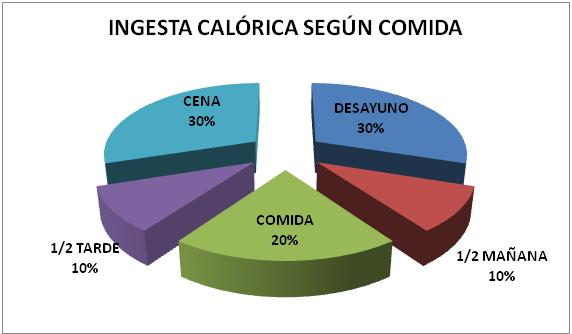 INGESTA CALÓRICA SEGÚN COMIDA
CENA
30%
DESAYUNO
30%
1/2 TARDE
10%
COMIDA
20%
1/2 MAÑANA
10%